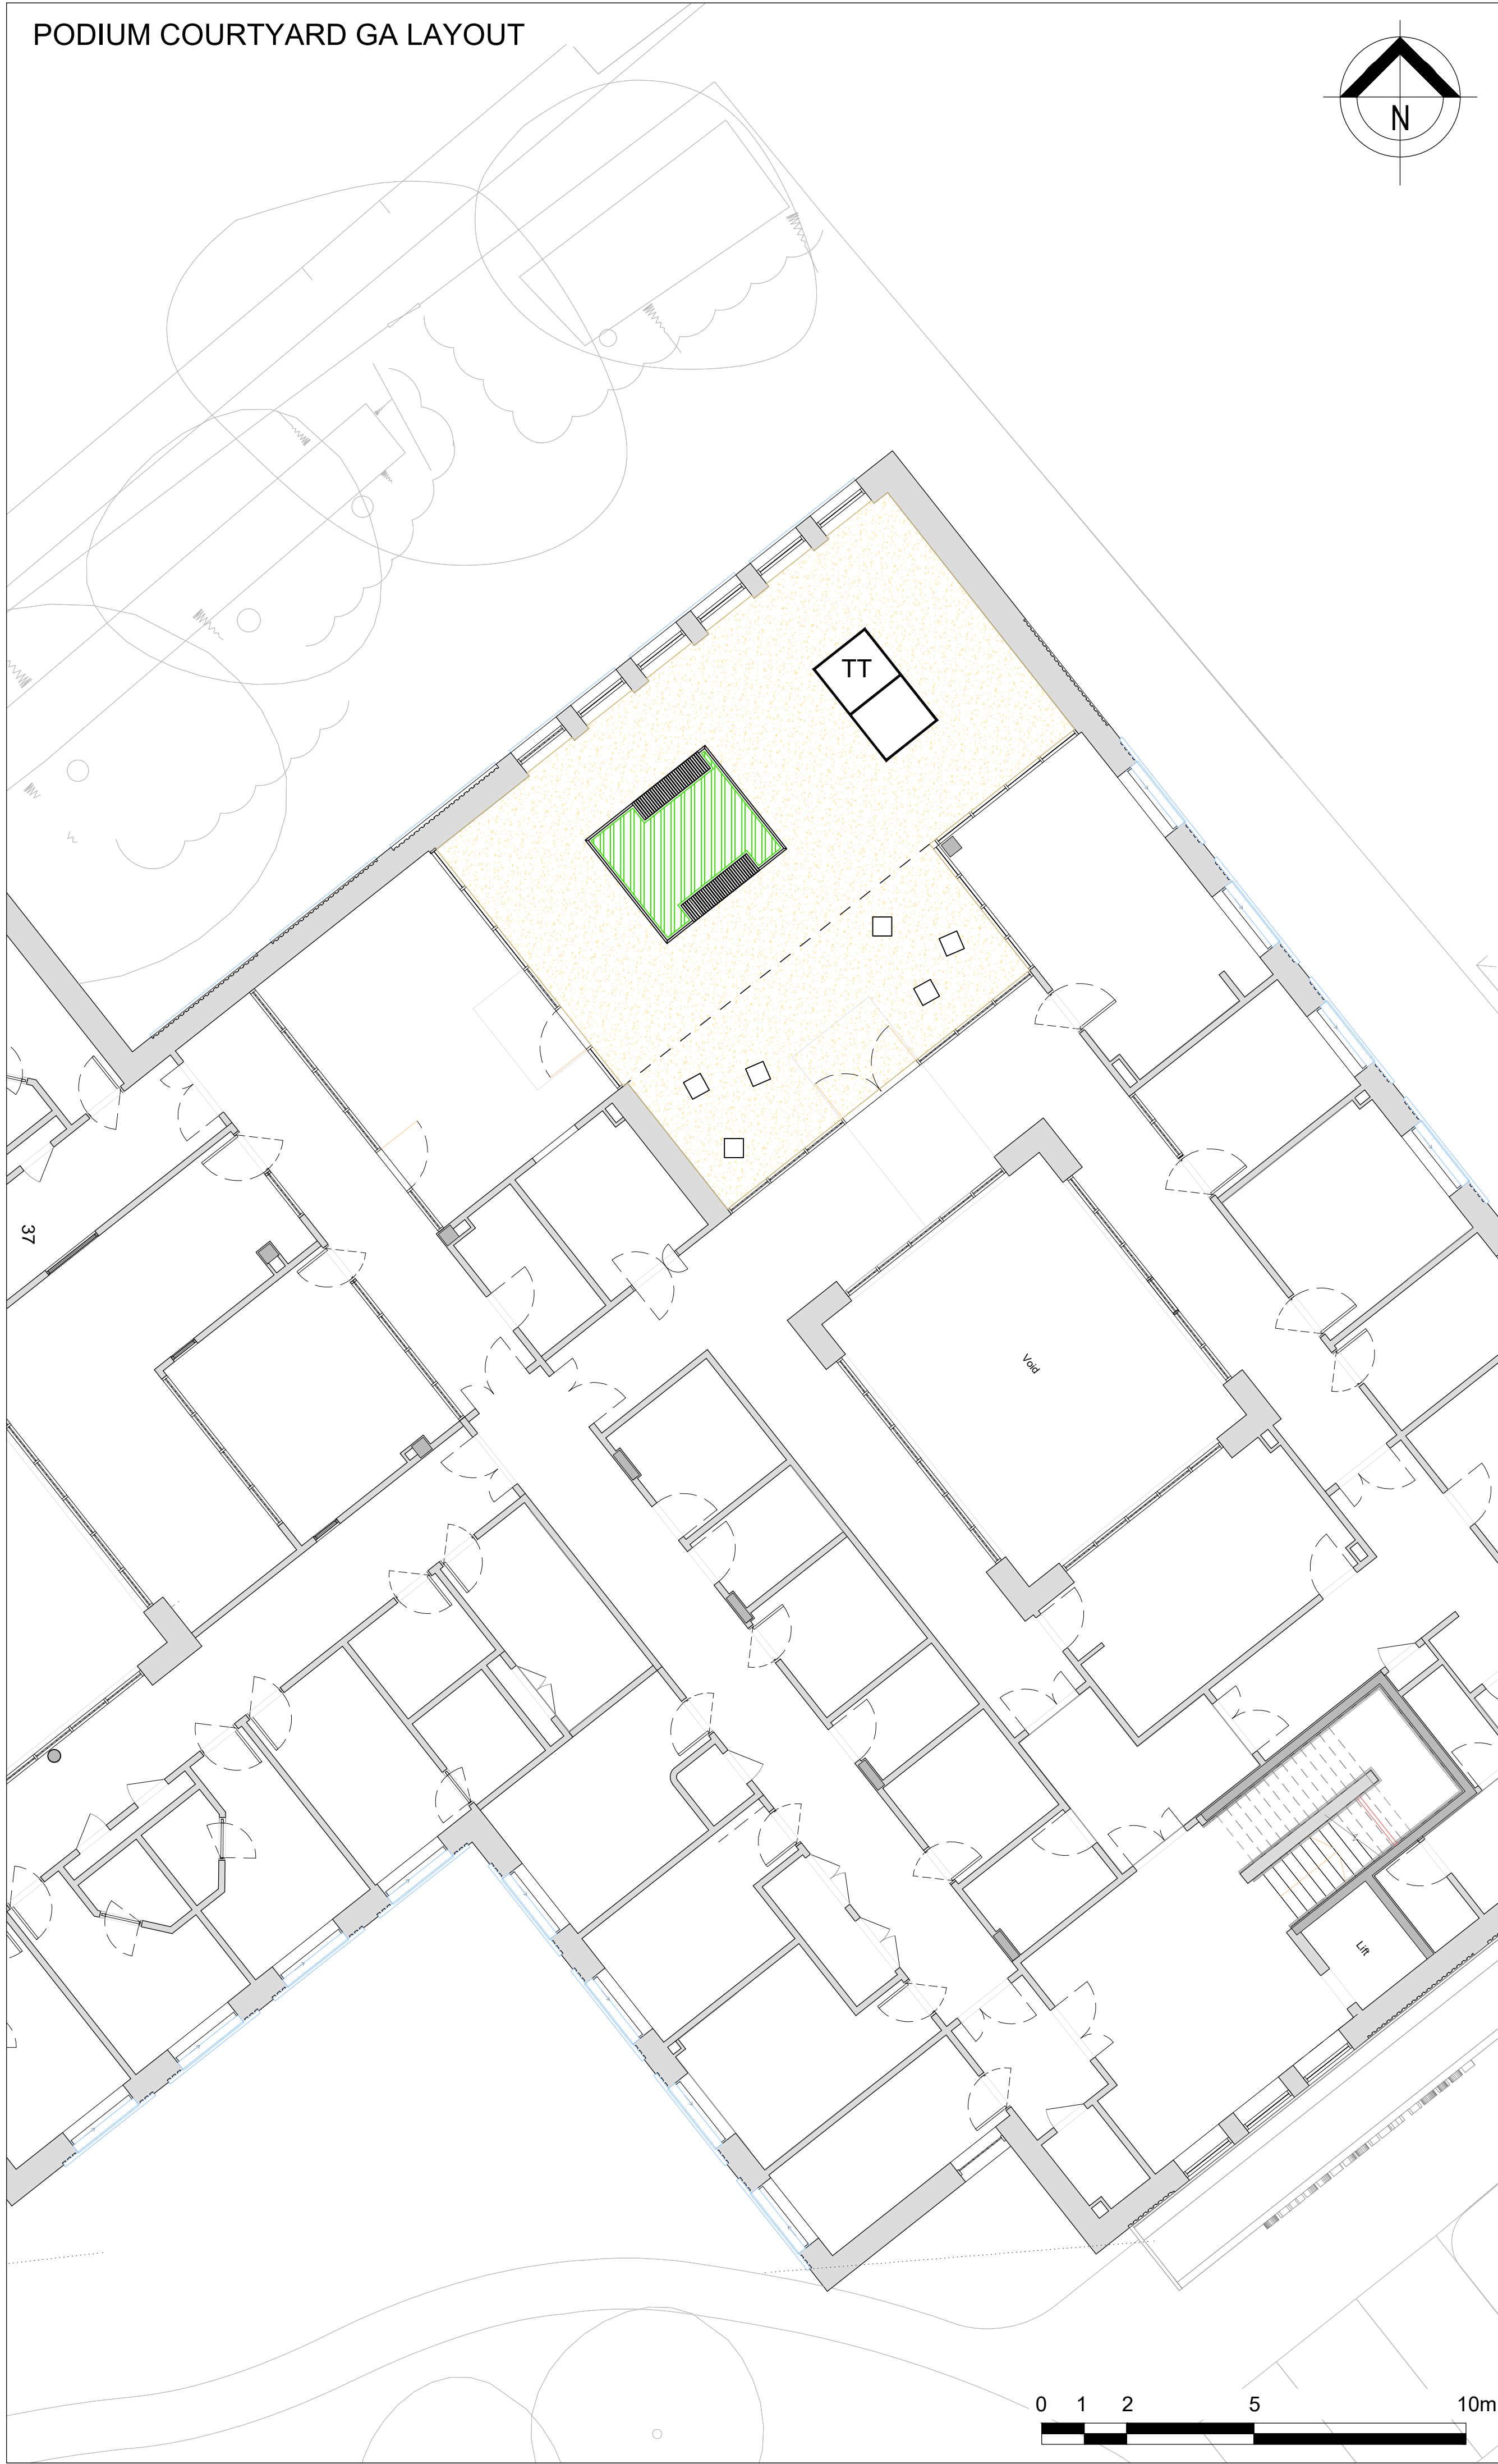 PODIUM COURTYARD GA LAYOUT
N
TT
37
Void
Lift
0 1 2 5 10m